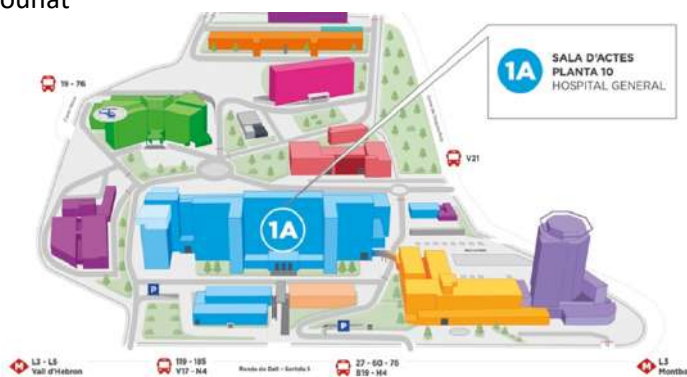 19 - 76
1A
SALA D'ACTES
PLANTA 10
HOSPITAL GENERAL
V21
1A
P
P
L3 - L5
Vall d'Hebron
119 - 185
V17 - N4
Ronda de Dalt - Sortida 5
27 - 60 - 76
B19 - H4
L3